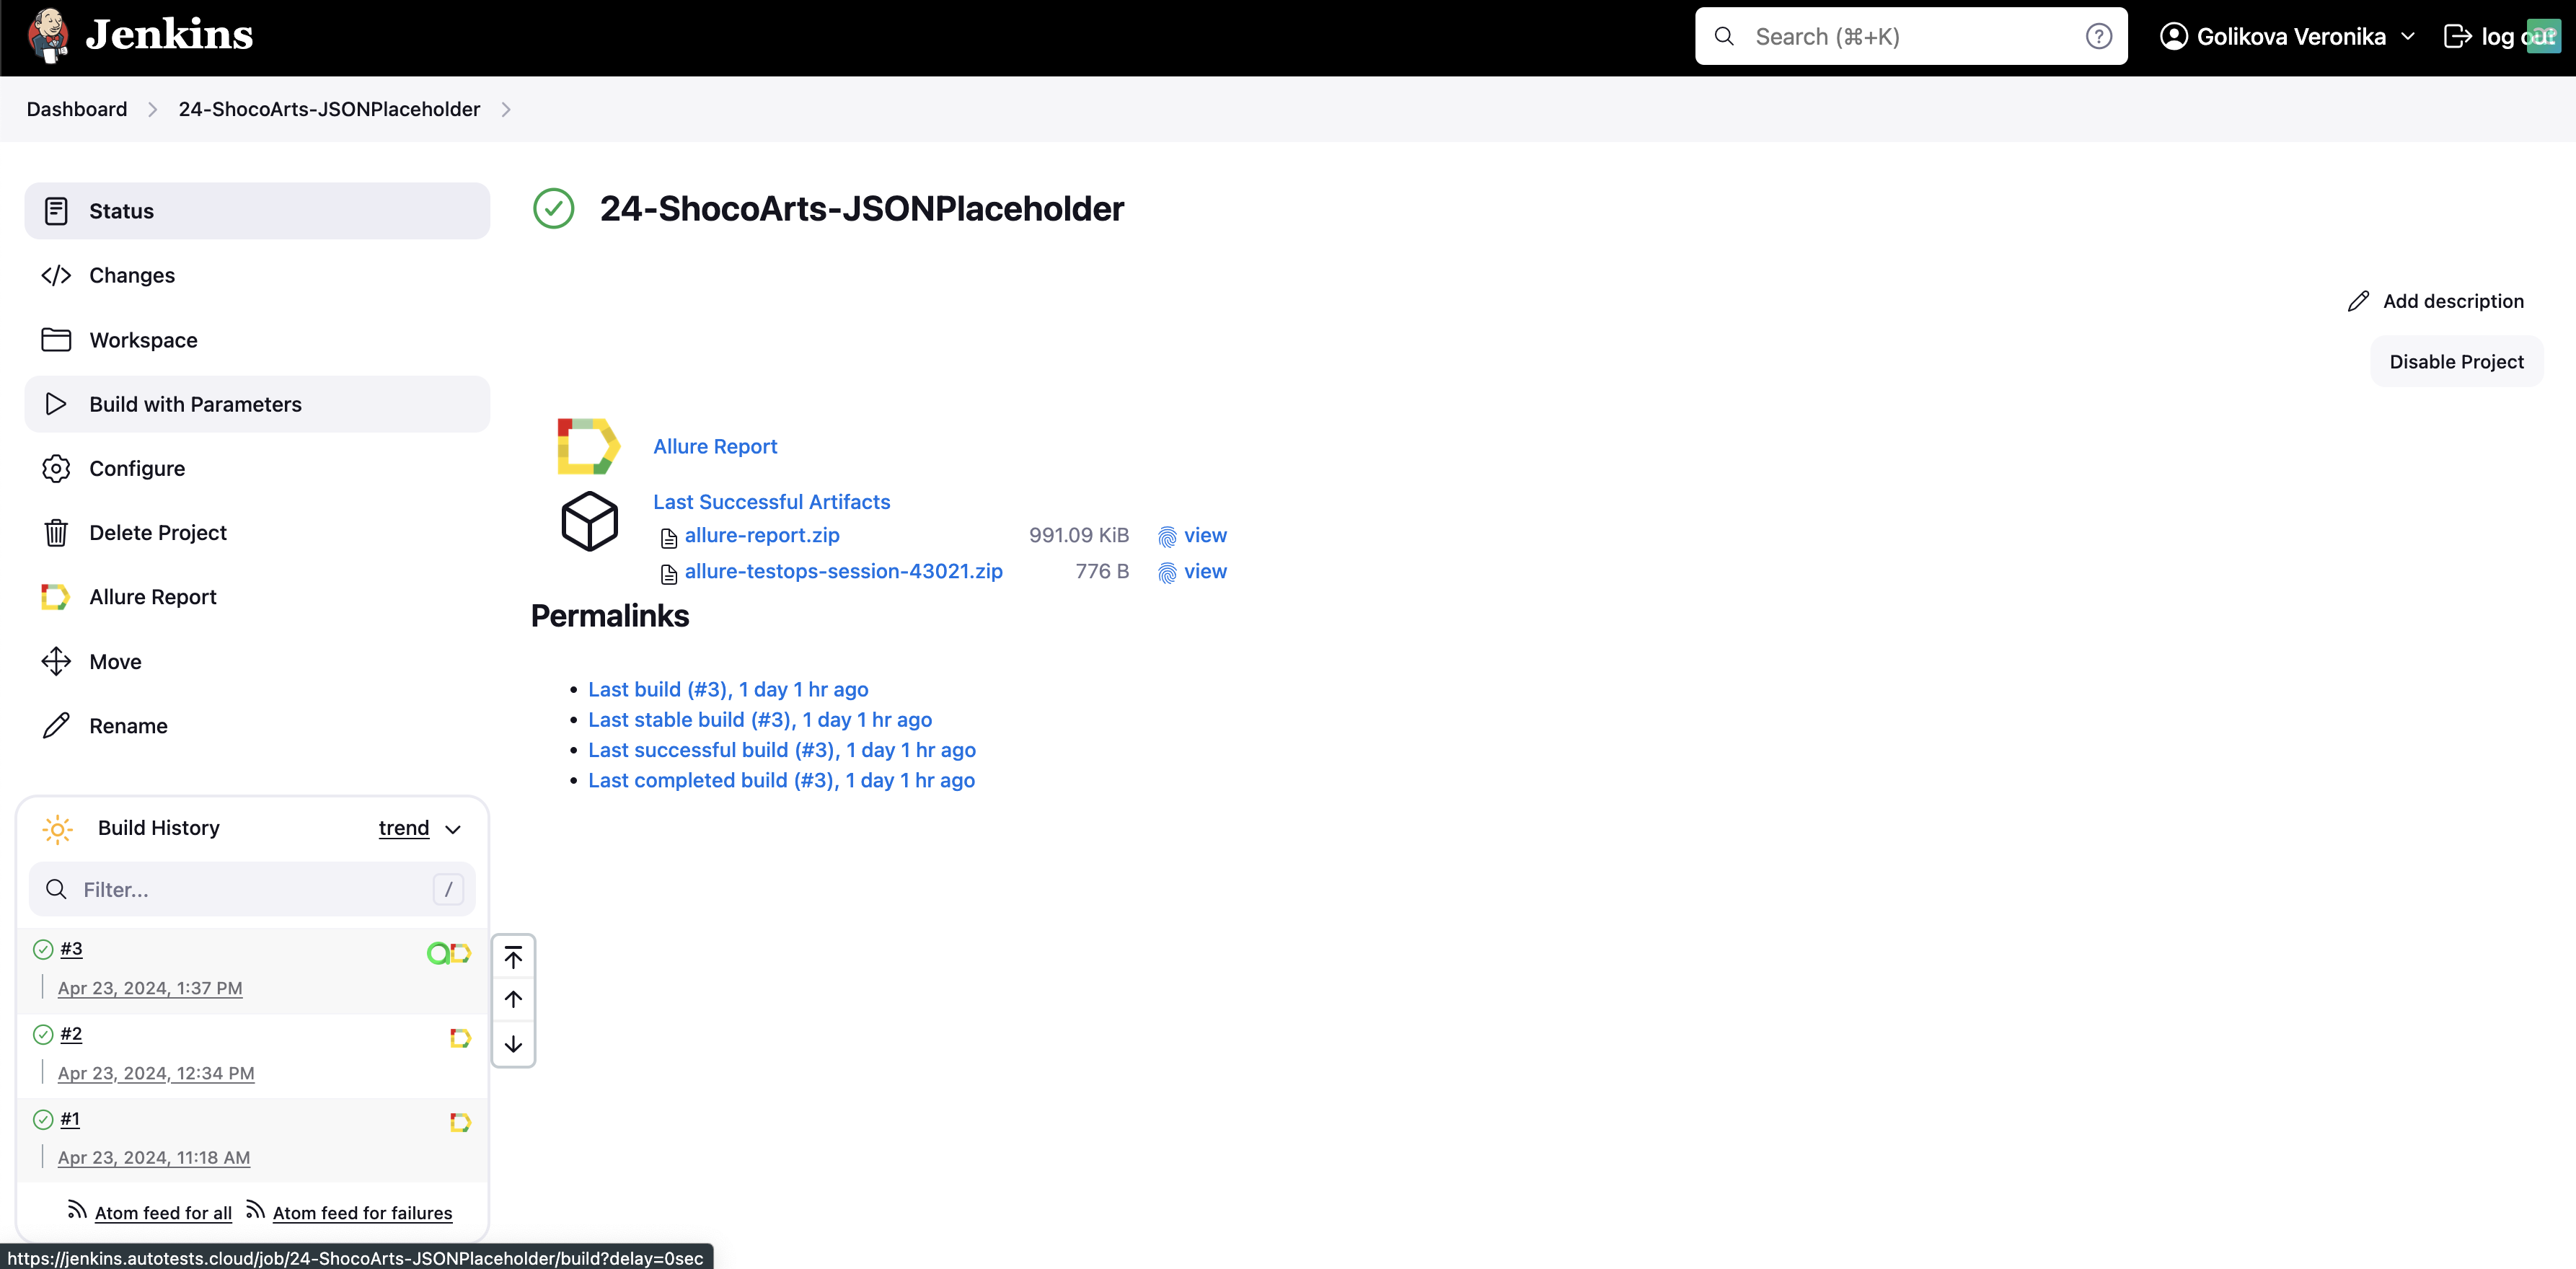 Jenkins
Search (⌘+K)
Golikova Veronika
log out
Dashboard
24-ShocoArts-JSONPlaceholder
Status
Changes
Workspace
Build with Parameters
Configure
Delete Project
Allure Report
Move
Rename
24-ShocoArts-JSONPlaceholder
Add description
Disable Project
Allure Report
Last Successful Artifacts
allure-report.zip 991.09 KiB view
allure-testops-session-43021.zip 776 B view
Permalinks
Last build (#3), 1 day 1 hr ago
Last stable build (#3), 1 day 1 hr ago
Last successful build (#3), 1 day 1 hr ago
Last completed build (#3), 1 day 1 hr ago
Build History trend
Filter... /
#3
Apr 23, 2024, 1:37 PM
#2
Apr 23, 2024, 12:34 PM
#1
Apr 23, 2024, 11:18 AM
Atom feed for all Atom feed for failures
https://jenkins.autotests.cloud/job/24-ShocoArts-JSONPlaceholder/build?delay=0sec